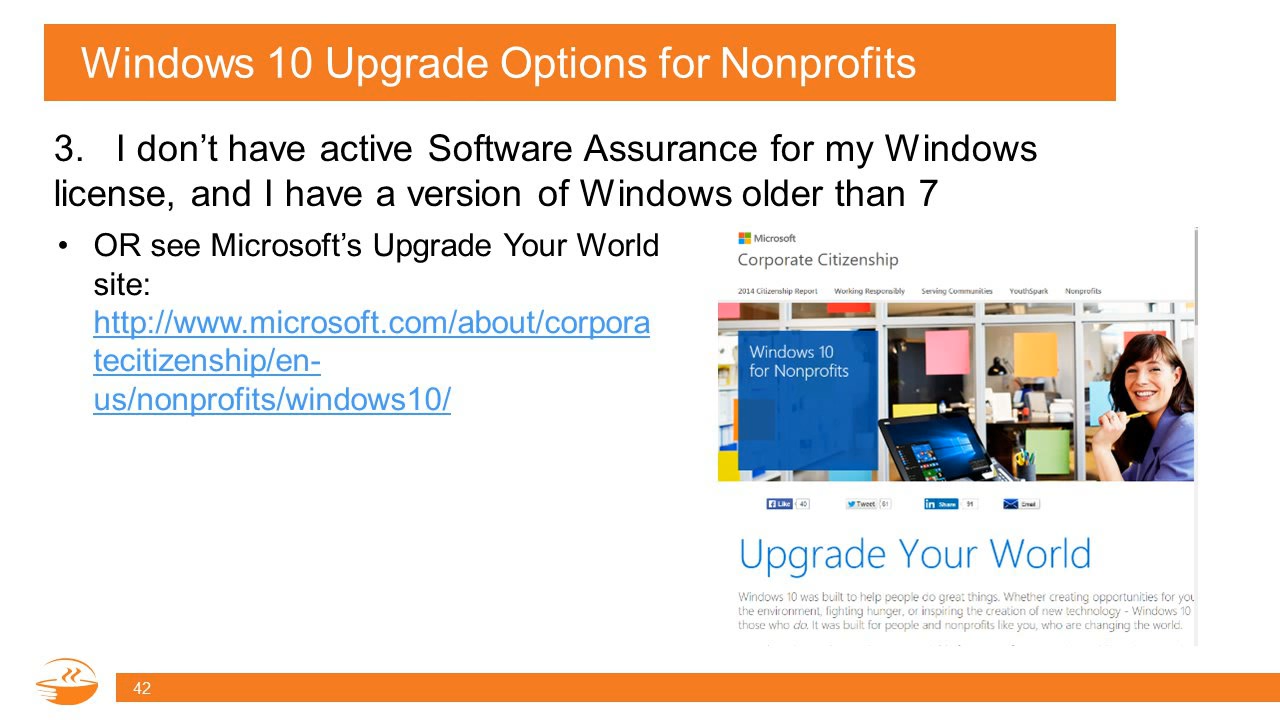 Windows 10 Upgrade Options for Nonprofits
3. I don’t have active Software Assurance for my Windows
license, and I have a version of Windows older than 7
• OR see Microsoft’s Upgrade Your World
site:
http://www.microsoft.com/about/corpora
tecitizenship/en-
us/nonprofits/windows10/
Microsoft
Corporate Citizenship
2014 Citizenship Report Working Responsibly Serving Communities YouthSpark Nonprofits
Windows 10
for Nonprofits
Like 40 Tweet 61 in Share 91 Email
Upgrade Your World
Windows 10 was built to help people do great things. Whether creating opportunities for you
the environment, fighting hunger, or inspiring the creation of new technology - Windows 10
those who do. It was built for people and nonprofits like you, who are changing the world.
42